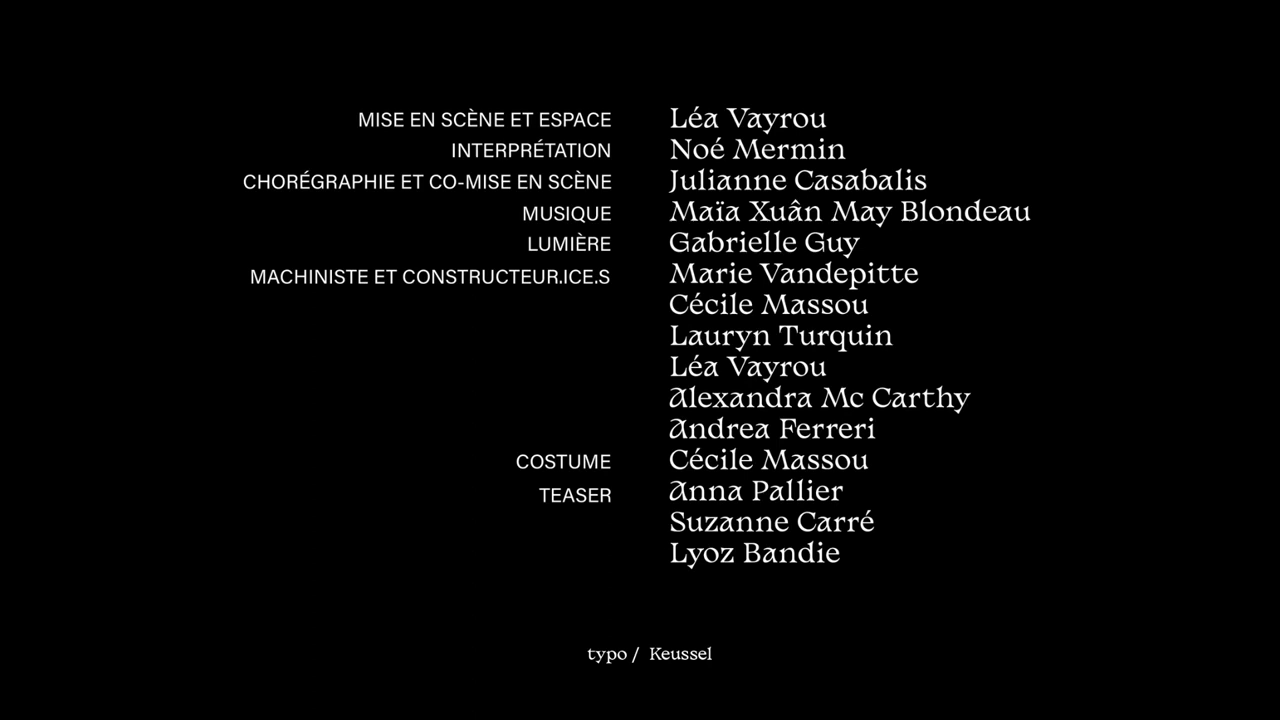 MISE EN SCÈNE ET ESPACE Léa Vayrou
INTERPRÉTATION Noé Mermin
CHORÉGRAPHIE ET CO-MISE EN SCÈNE Julianne Casabalis
MUSIQUE Maïa Xuân May Blondeau
LUMIÈRE Gabrielle Guy
MACHINISTE ET CONSTRUCTEUR.ICE.S Marie Vandepitte
Cécile Massou
Lauryn Turquin
Léa Vayrou
Alexandra Mc Carthy
Andrea Ferreri
COSTUME Cécile Massou
TEASER Anna Pallier
Suzanne Carré
Lyoz Bandie
typo / Keussel